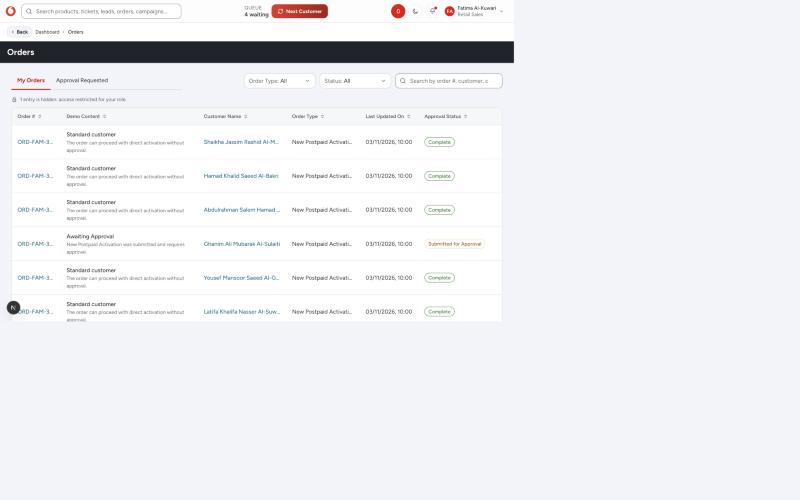 Search products, tickets, leads, orders, campaigns...
QUEUE
4 waiting
Next Customer
0
FA
Fatima Al-Kuwari
Retail Sales
Back
Dashboard
Orders
Orders
My Orders
Approval Requested
Order Type: All
Status: All
Search by order #, customer, c
1 entry is hidden: access restricted for your role.
Order #
Demo Content
Customer Name
Order Type
Last Updated On
Approval Status
ORD-FAM-3...
Standard customer
The order can proceed with direct activation without
approval.
Shaikha Jassim Rashid Al-M...
New Postpaid Activati...
03/11/2026, 10:00
Complete
ORD-FAM-3...
Standard customer
The order can proceed with direct activation without
approval.
Hamad Khalid Saeed Al-Bakri
New Postpaid Activati...
03/11/2026, 10:00
Complete
ORD-FAM-3...
Standard customer
The order can proceed with direct activation without
approval.
Abdulrahman Salem Hamad ...
New Postpaid Activati...
03/11/2026, 10:00
Complete
ORD-FAM-3...
Awaiting Approval
New Postpaid Activation was submitted and requires
approval.
Ghanim Ali Mubarak Al-Sulaiti
New Postpaid Activati...
03/11/2026, 10:00
Submitted for Approval
ORD-FAM-3...
Standard customer
The order can proceed with direct activation without
approval.
Yousef Mansoor Saeed Al-G...
New Postpaid Activati...
03/11/2026, 10:00
Complete
N
ORD-FAM-3...
Standard customer
The order can proceed with direct activation without
approval.
Latifa Khalifa Nasser Al-Suw...
New Postpaid Activati...
03/11/2026, 10:00
Complete